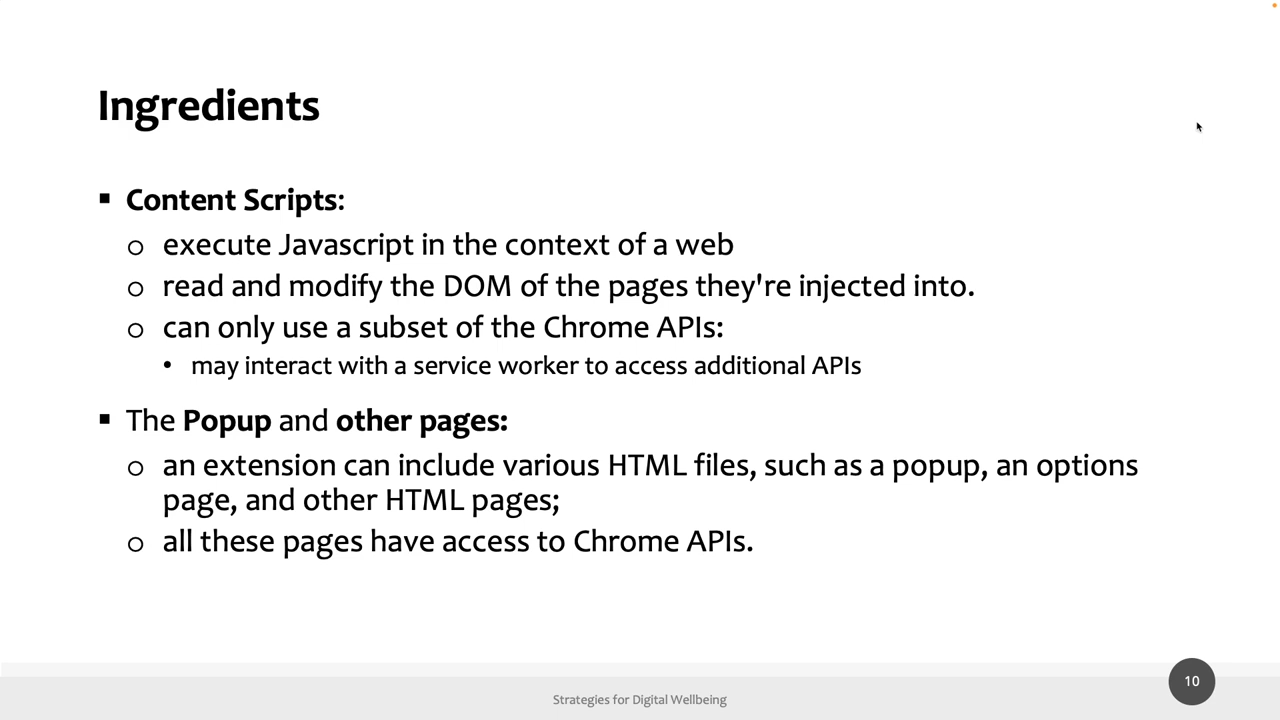 Ingredients
▪ Content Scripts:
o execute Javascript in the context of a web
o read and modify the DOM of the pages they're injected into.
o can only use a subset of the Chrome APIs:
• may interact with a service worker to access additional APIs
▪ The Popup and other pages:
o an extension can include various HTML files, such as a popup, an options
page, and other HTML pages;
o all these pages have access to Chrome APIs.
Strategies for Digital Wellbeing
10